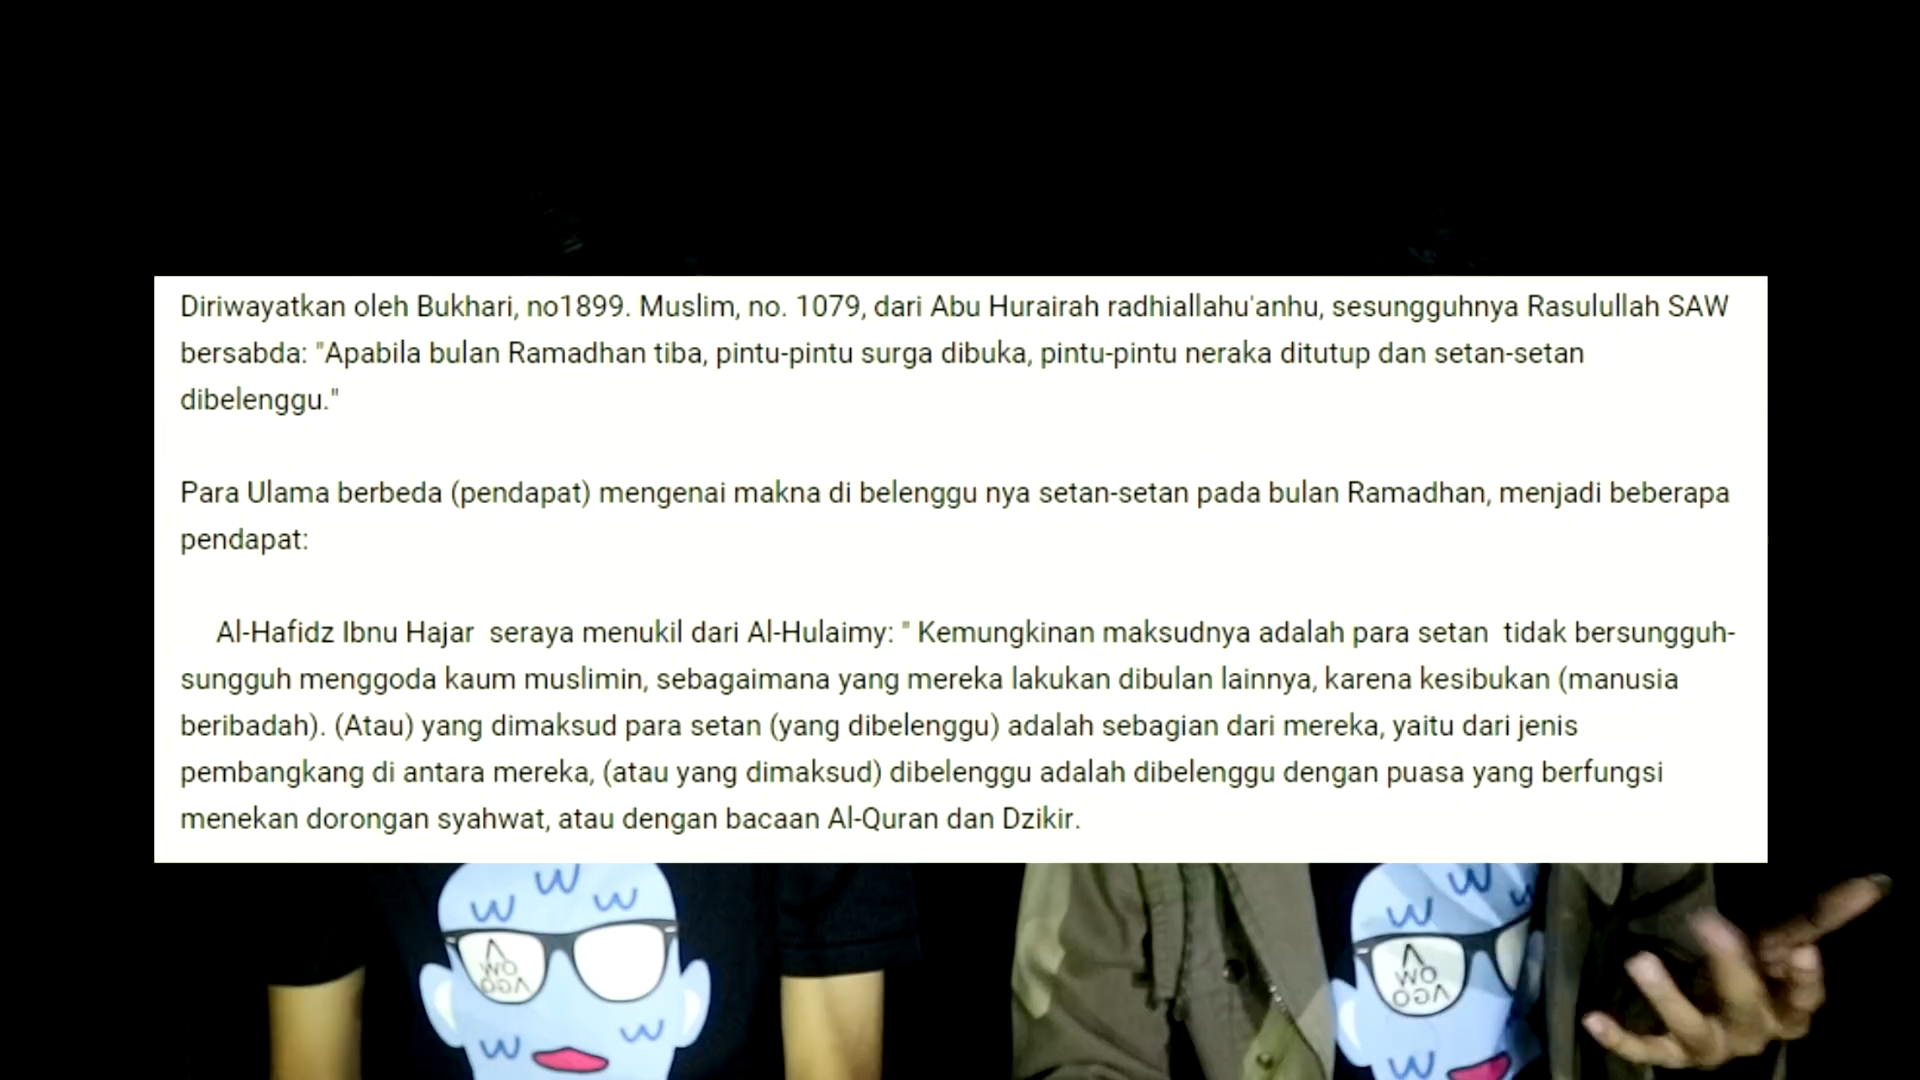 Diriwayatkan oleh Bukhari, no1899. Muslim, no. 1079, dari Abu Hurairah radhiallahu'anhu, sesungguhnya Rasulullah SAW
bersabda: "Apabila bulan Ramadhan tiba, pintu-pintu surga dibuka, pintu-pintu neraka ditutup dan setan-setan
dibelenggu."
Para Ulama berbeda (pendapat) mengenai makna di belenggu nya setan-setan pada bulan Ramadhan, menjadi beberapa
pendapat:
Al-Hafidz Ibnu Hajar  seraya menukil dari Al-Hulaimy: " Kemungkinan maksudnya adalah para setan  tidak bersungguh-
sungguh menggoda kaum muslimin, sebagaimana yang mereka lakukan dibulan lainnya, karena kesibukan (manusia
beribadah). (Atau) yang dimaksud para setan (yang dibelenggu) adalah sebagian dari mereka, yaitu dari jenis
pembangkang di antara mereka, (atau yang dimaksud) dibelenggu adalah dibelenggu dengan puasa yang berfungsi
menekan dorongan syahwat, atau dengan bacaan Al-Quran dan Dzikir.